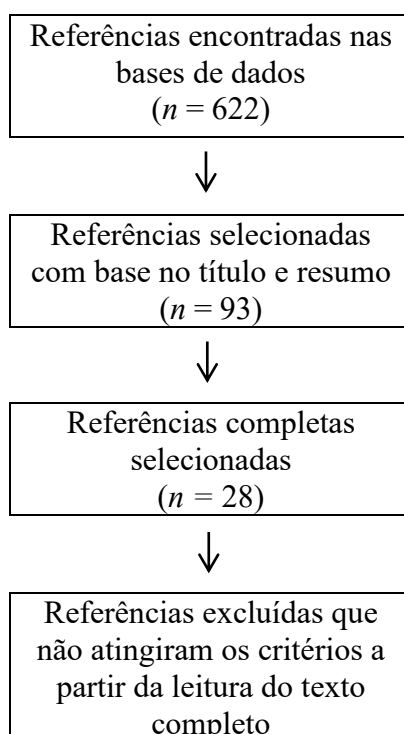 Referências encontradas nas
bases de dados
(n = 622)
Referências selecionadas
com base no título e resumo
(n = 93)
Referências completas
selecionadas
(n = 28)
Referências excluídas que
não atingiram os critérios a
partir da leitura do texto
completo